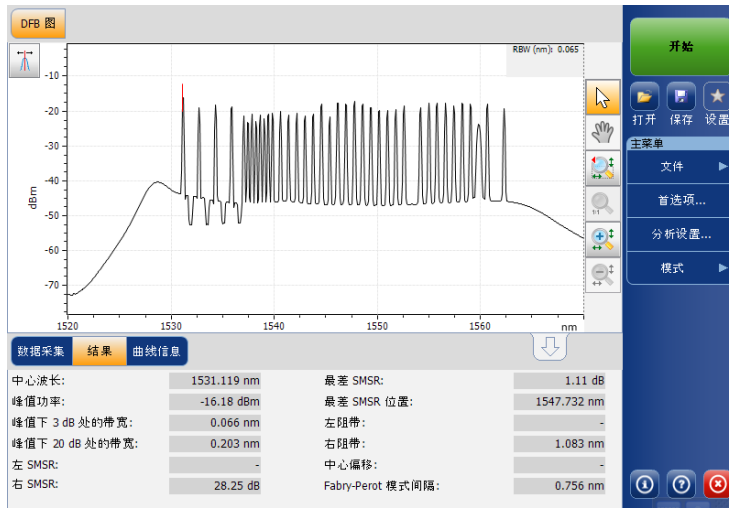 DFB 图
RBW (nm): 0.065
-10
-20
-30
-40
-50
-60
-70
dBm
1520
1530
1540
1550
1560
nm
1:1
数据采集
结果
曲线信息
中心波长: 1531.119 nm
峰值功率: -16.18 dBm
峰值下 3 dB 处的带宽: 0.066 nm
峰值下 20 dB 处的带宽: 0.203 nm
左 SMSR: -
右 SMSR: 28.25 dB
最差 SMSR: 1.11 dB
最差 SMSR 位置: 1547.732 nm
左阻带: -
右阻带: 1.083 nm
中心偏移: -
Fabry-Perot 模式间隔: 0.756 nm
开始
打开 保存 设置
主菜单
文件
首选项...
分析设置...
模式